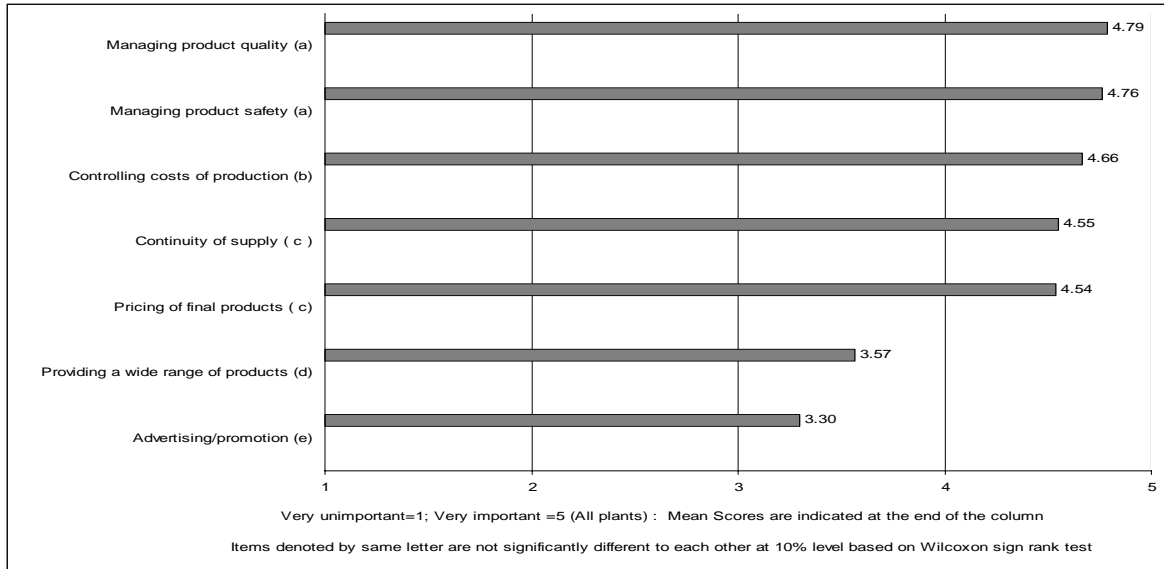 Managing product quality (a)
4.79
Managing product safety (a)
4.76
Controlling costs of production (b)
4.66
Continuity of supply ( c )
4.55
Pricing of final products ( c)
4.54
Providing a wide range of products (d)
3.57
Advertising/promotion (e)
3.30
1 2 3 4 5
Very unimportant=1; Very important =5 (All plants) : Mean Scores are indicated at the end of the column
Items denoted by same letter are not significantly different to each other at 10% level based on Wilcoxon sign rank test